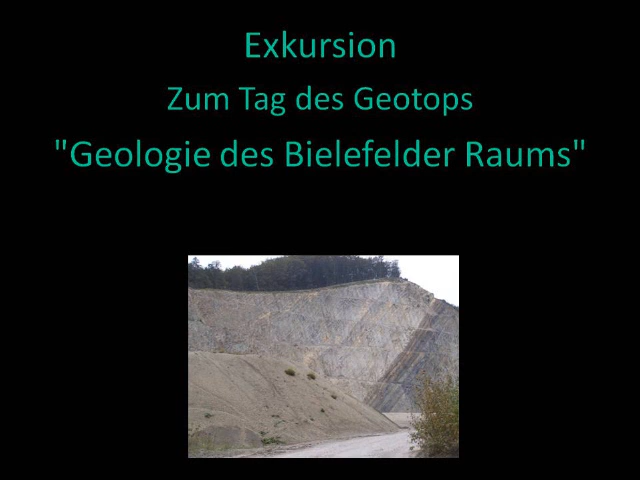 Exkursion
Zum Tag des Geotops
"Geologie des Bielefelder Raums"